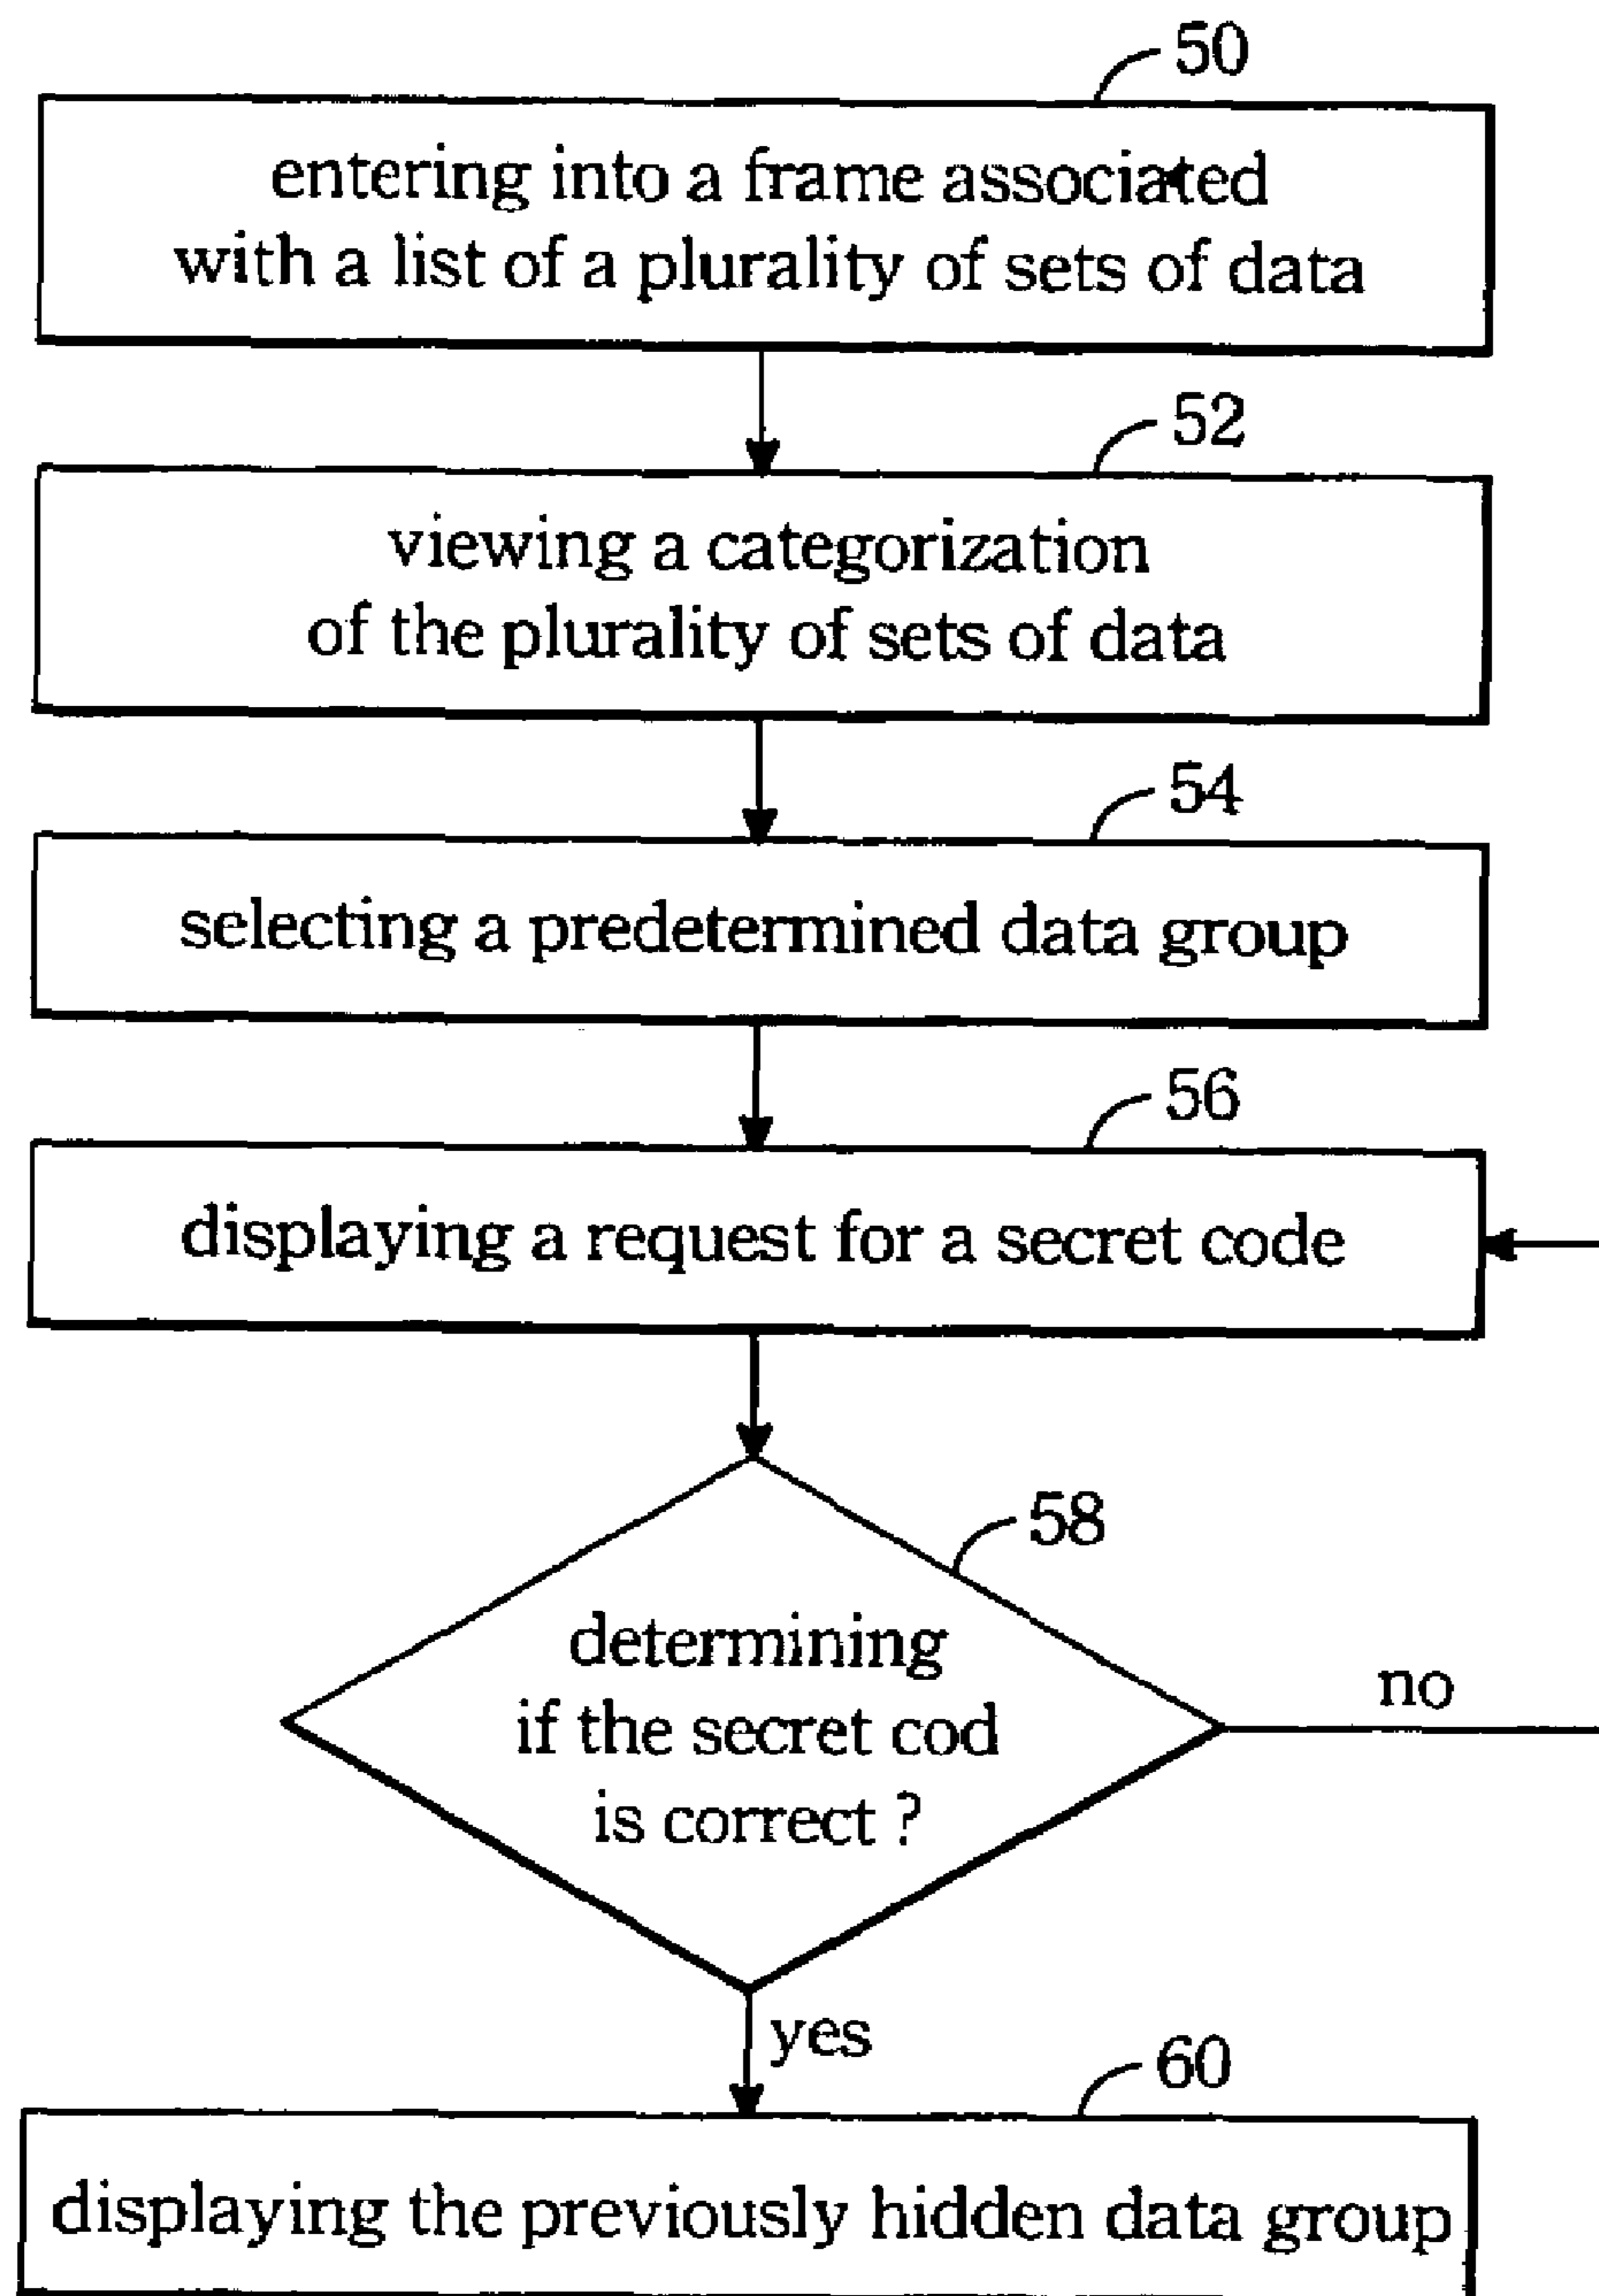 50
entering into a frame associated
with a list of a plurality of sets of data
52
viewing a categorization
of the plurality of sets of data
54
selecting a predetermined data group
56
displaying a request for a secret code
58
determining
if the secret cod
is correct ?
no
yes
60
displaying the previously hidden data group